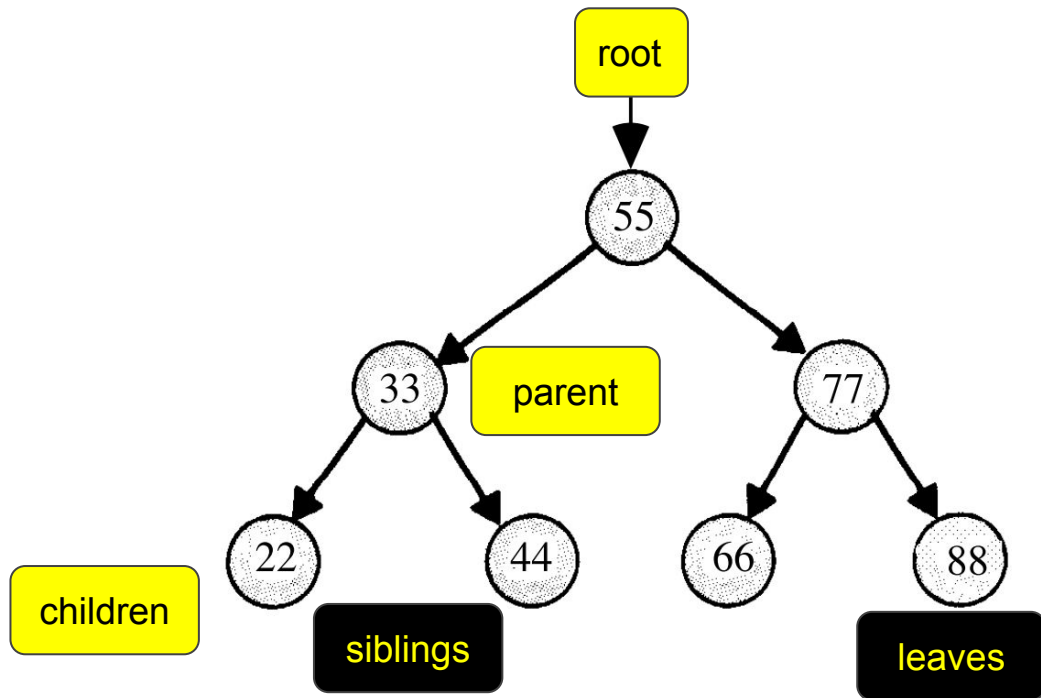 root
55
33
parent
77
22
44
66
88
children
siblings
leaves